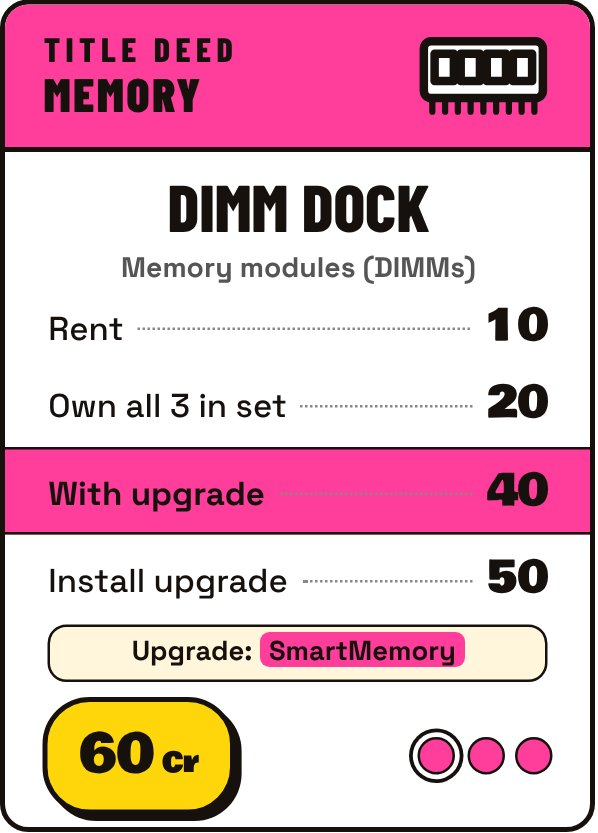 TITLE DEED
MEMORY
DIMM DOCK
Memory modules (DIMMs)
Rent 10
Own all 3 in set 20
With upgrade 40
Install upgrade 50
Upgrade: SmartMemory
60 cr